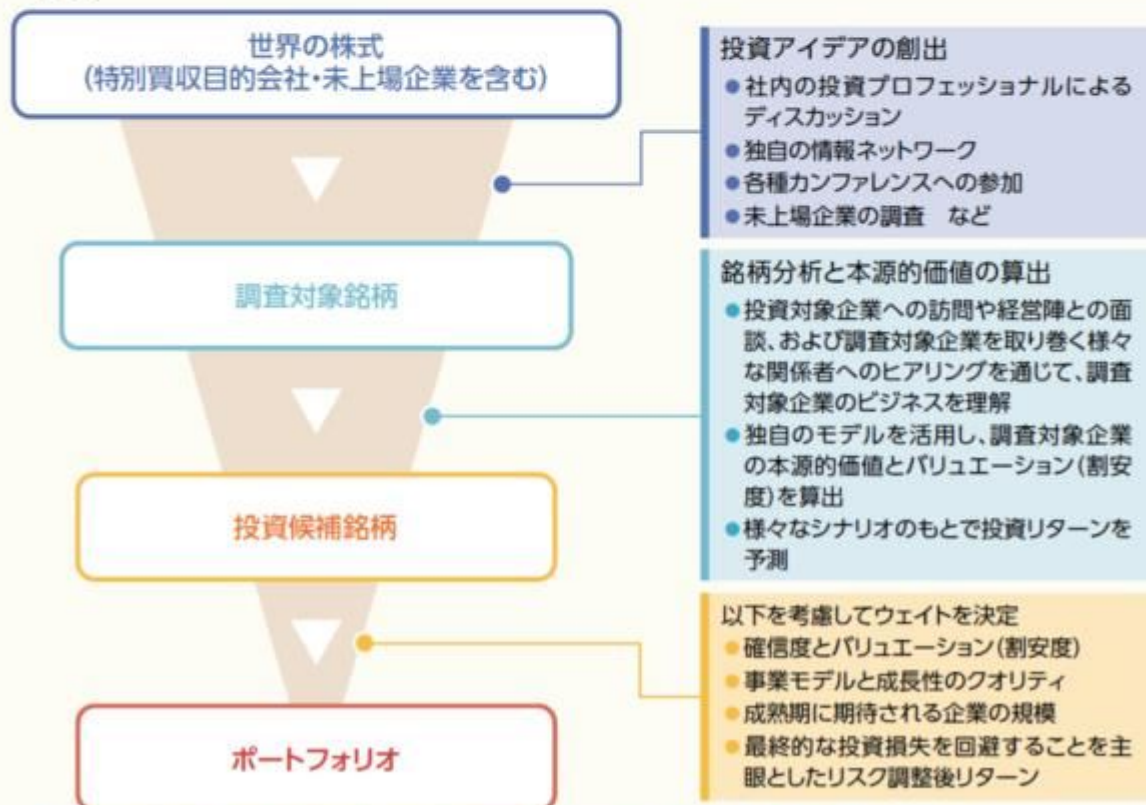 世界の株式
(特別買収目的会社・未上場企業を含む)
投資アイデアの創出
●社内の投資プロフェッショナルによる
ディスカッション
●独自の情報ネットワーク
●各種カンファレンスへの参加
●未上場企業の調査　など
調査対象銘柄
銘柄分析と本源的価値の算出
●投資対象企業への訪問や経営陣との面
談、および調査対象企業を取り巻く様々
な関係者へのヒアリングを通じて、調査
対象企業のビジネスを理解
●独自のモデルを活用し、調査対象企業
の本源的価値とバリュエーション(割安
度)を算出
●様々なシナリオのもとで投資リターンを
予測
投資候補銘柄
以下を考慮してウェイトを決定
●確信度とバリュエーション(割安度)
●事業モデルと成長性のクオリティ
●成熟期に期待される企業の規模
●最終的な投資損失を回避することを主
眼としたリスク調整後リターン
ポートフォリオ